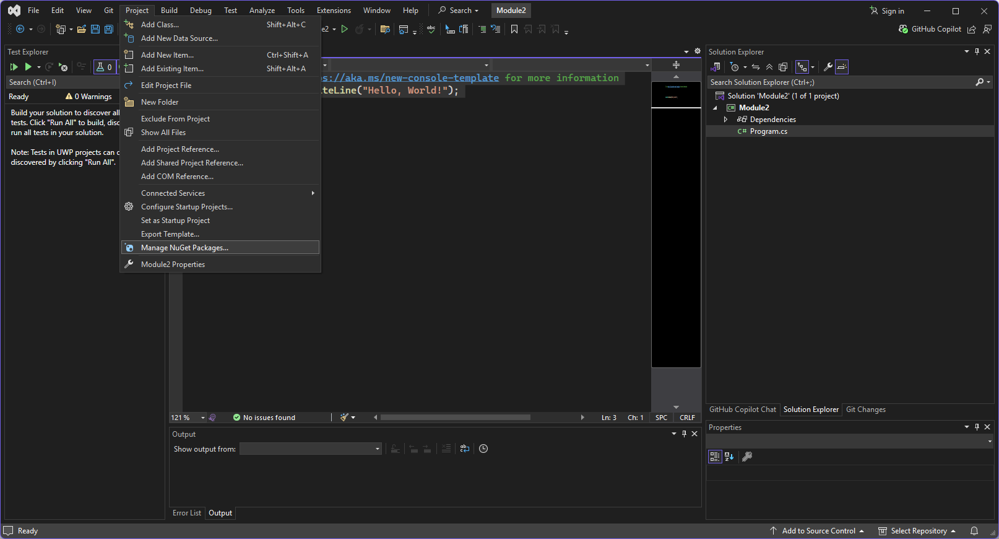 File Edit View Git Project Build Debug Test Analyze Tools Extensions Window Help Search Module2 Sign in
GitHub Copilot
Test Explorer
0
Search (Ctrl+I)
Ready 0 Warnings
Build your solution to discover all
tests. Click "Run All" to build,
run all tests in your solution.
Note: Tests in UWP projects can
discovered by clicking "Run All".
Add Class... Shift+Alt+C
Add New Data Source...
Add New Item... Ctrl+Shift+A
Add Existing Item... Shift+Alt+A
Edit Project File
New Folder
Exclude From Project
Show All Files
Add Project Reference...
Add Shared Project Reference...
Add COM Reference...
Connected Services
Configure Startup Projects...
Set as Startup Project
Export Template...
Manage NuGet Packages...
Module2 Properties
s://aka.ms/new-console-template for more information
teLine("Hello, World!");
121 % No issues found Ln: 3 Ch: 1 SPC CRLF
Output
Show output from:
Error List Output
Solution Explorer
Search Solution Explorer (Ctrl+;)
Solution 'Module2' (1 of 1 project)
C# Module2
Dependencies
C# Program.cs
GitHub Copilot Chat Solution Explorer Git Changes
Properties
Ready Add to Source Control Select Repository